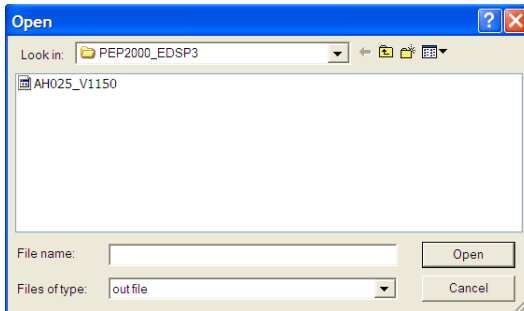 Open
Look in: PEP2000_EDSP3
AH025_V1150
File name: Open
Files of type: out file Cancel